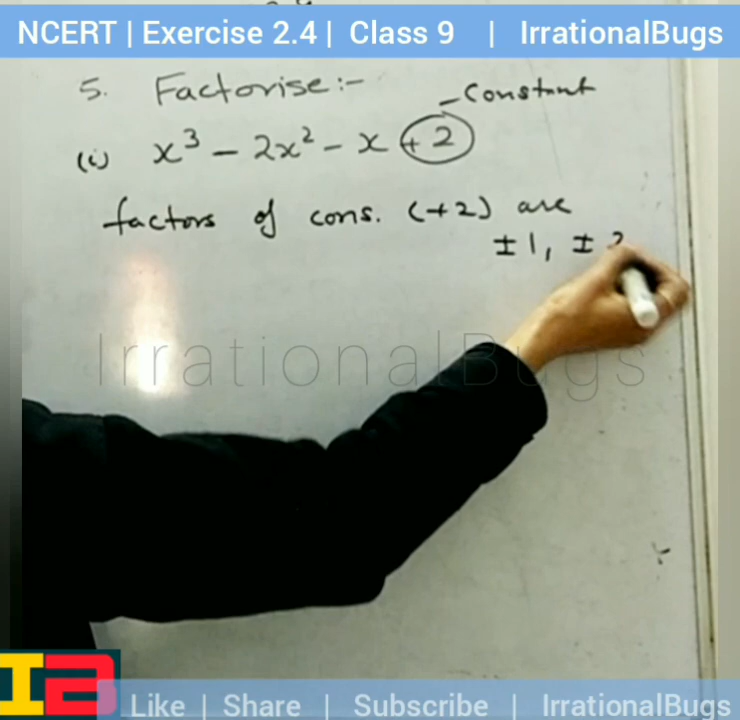 NCERT | Exercise 2.4 | Class 9 | IrrationalBugs
5. Factorise:-
- Constant
(i) x³ - 2x² - x + 2
factors of cons. (+2) are
± 1, ± 2
IrrationalBugs
Like | Share | Subscribe | IrrationalBugs